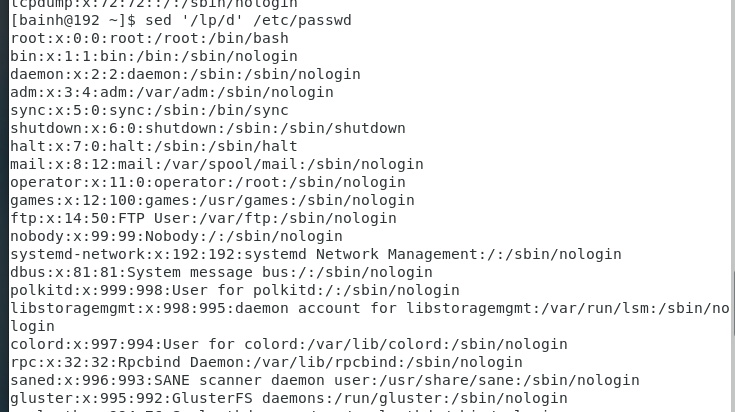 tcpdump:x:72:72::/:/sbin/nologin
[bainh@192 ~]$ sed '/lp/d' /etc/passwd
root:x:0:0:root:/root:/bin/bash
bin:x:1:1:bin:/bin:/sbin/nologin
daemon:x:2:2:daemon:/sbin:/sbin/nologin
adm:x:3:4:adm:/var/adm:/sbin/nologin
sync:x:5:0:sync:/sbin:/bin/sync
shutdown:x:6:0:shutdown:/sbin:/sbin/shutdown
halt:x:7:0:halt:/sbin:/sbin/halt
mail:x:8:12:mail:/var/spool/mail:/sbin/nologin
operator:x:11:0:operator:/root:/sbin/nologin
games:x:12:100:games:/usr/games:/sbin/nologin
ftp:x:14:50:FTP User:/var/ftp:/sbin/nologin
nobody:x:99:99:Nobody:/:/sbin/nologin
systemd-network:x:192:192:systemd Network Management:/:/sbin/nologin
dbus:x:81:81:System message bus:/:/sbin/nologin
polkitd:x:999:998:User for polkitd:/:/sbin/nologin
libstoragemgmt:x:998:995:daemon account for libstoragemgmt:/var/run/lsm:/sbin/no
login
colord:x:997:994:User for colord:/var/lib/colord:/sbin/nologin
rpc:x:32:32:Rpcbind Daemon:/var/lib/rpcbind:/sbin/nologin
saned:x:996:993:SANE scanner daemon user:/usr/share/sane:/sbin/nologin
gluster:x:995:992:GlusterFS daemons:/run/gluster:/sbin/nologin